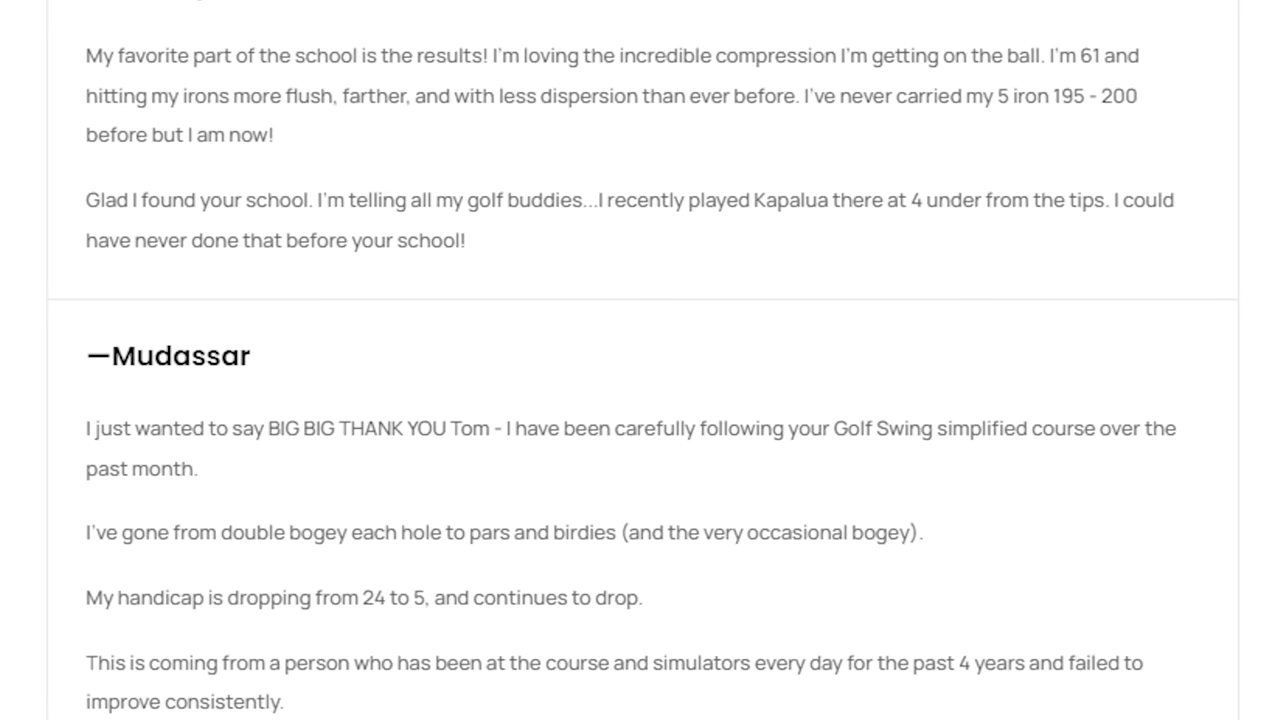 My favorite part of the school is the results! I'm loving the incredible compression I'm getting on the ball. I'm 61 and
hitting my irons more flush, farther, and with less dispersion than ever before. I've never carried my 5 iron 195 - 200
before but I am now!
Glad I found your school. I'm telling all my golf buddies...I recently played Kapalua there at 4 under from the tips. I could
have never done that before your school!
—Mudassar
I just wanted to say BIG BIG THANK YOU Tom - I have been carefully following your Golf Swing simplified course over the
past month.
I've gone from double bogey each hole to pars and birdies (and the very occasional bogey).
My handicap is dropping from 24 to 5, and continues to drop.
This is coming from a person who has been at the course and simulators every day for the past 4 years and failed to
improve consistently.